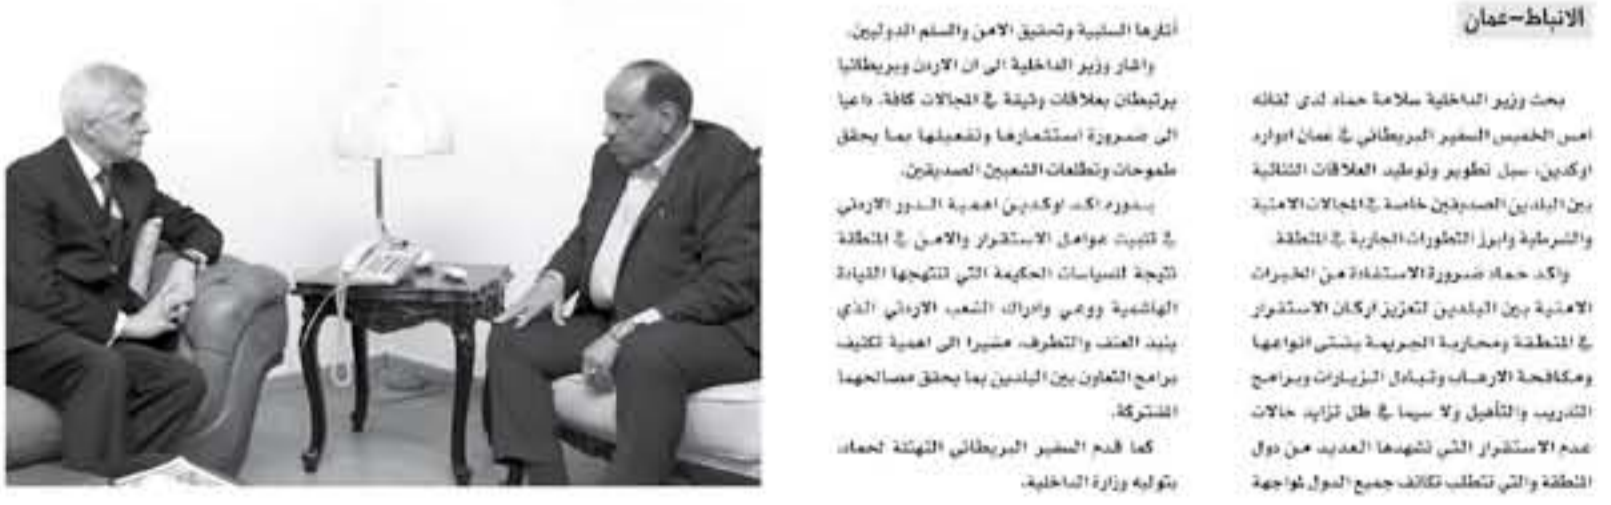 الانباط-عمان
بحث وزير الداخلية سلامة حماد لدى لقائه
امس الخميس السفير البريطاني في عمان ادوارد
اوكدين، سبل تطوير وتوطيد العلاقات الثنائية
بين البلدين الصديقين خاصة في المجالات الامنية
والشرطية وابرز التطورات الجارية في المنطقة.
واكد حماد ضرورة الاستفادة من الخبرات
الامنية بين البلدين لتعزيز اركان الاستقرار
في المنطقة ومحاربة الجريمة بشتى انواعها
ومكافحة الارهاب وتبادل الزيارات وبرامج
التدريب والتأهيل ولا سيما في ظل تزايد حالات
عدم الاستقرار التي تشهدها العديد من دول
المنطقة والتي تتطلب تكاتف جميع الدول لمواجهة
آثارها السلبية وتحقيق الامن والسلم الدوليين.
واشار وزير الداخلية الى ان الاردن وبريطانيا
يرتبطان بعلاقات وثيقة في المجالات كافة، داعيا
الى ضرورة استثمارها وتفعيلها بما يحقق
طموحات وتطلعات الشعبين الصديقين.
بدوره اكد اوكدين اهمية الدور الاردني
في تثبيت عوامل الاستقرار والامن في المنطقة
نتيجة للسياسات الحكيمة التي تنتهجها القيادة
الهاشمية ووعي وادراك الشعب الاردني الذي
ينبذ العنف والتطرف، مشيرا الى اهمية تكثيف
برامج التعاون بين البلدين بما يحقق مصالحهما
المشتركة.
كما قدم السفير البريطاني التهنئة لحماد،
بتوليه وزارة الداخلية.